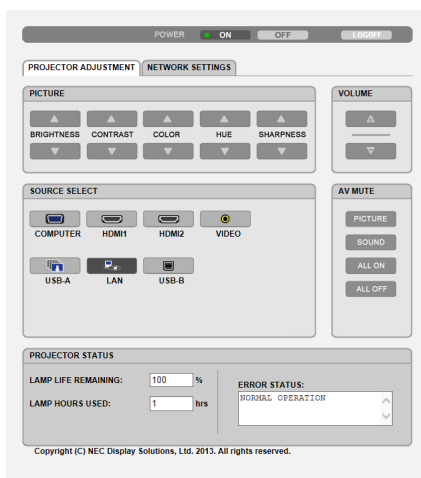 POWER ON OFF LOGOFF
PROJECTOR ADJUSTMENT NETWORK SETTINGS
PICTURE
BRIGHTNESS CONTRAST COLOR HUE SHARPNESS
VOLUME
SOURCE SELECT
COMPUTER HDMI1 HDMI2 VIDEO
USB-A LAN USB-B
AV MUTE
PICTURE
SOUND
ALL ON
ALL OFF
PROJECTOR STATUS
LAMP LIFE REMAINING: 100 %
LAMP HOURS USED: 1 hrs
ERROR STATUS:
NORMAL OPERATION
Copyright (C) NEC Display Solutions, Ltd. 2013. All rights reserved.